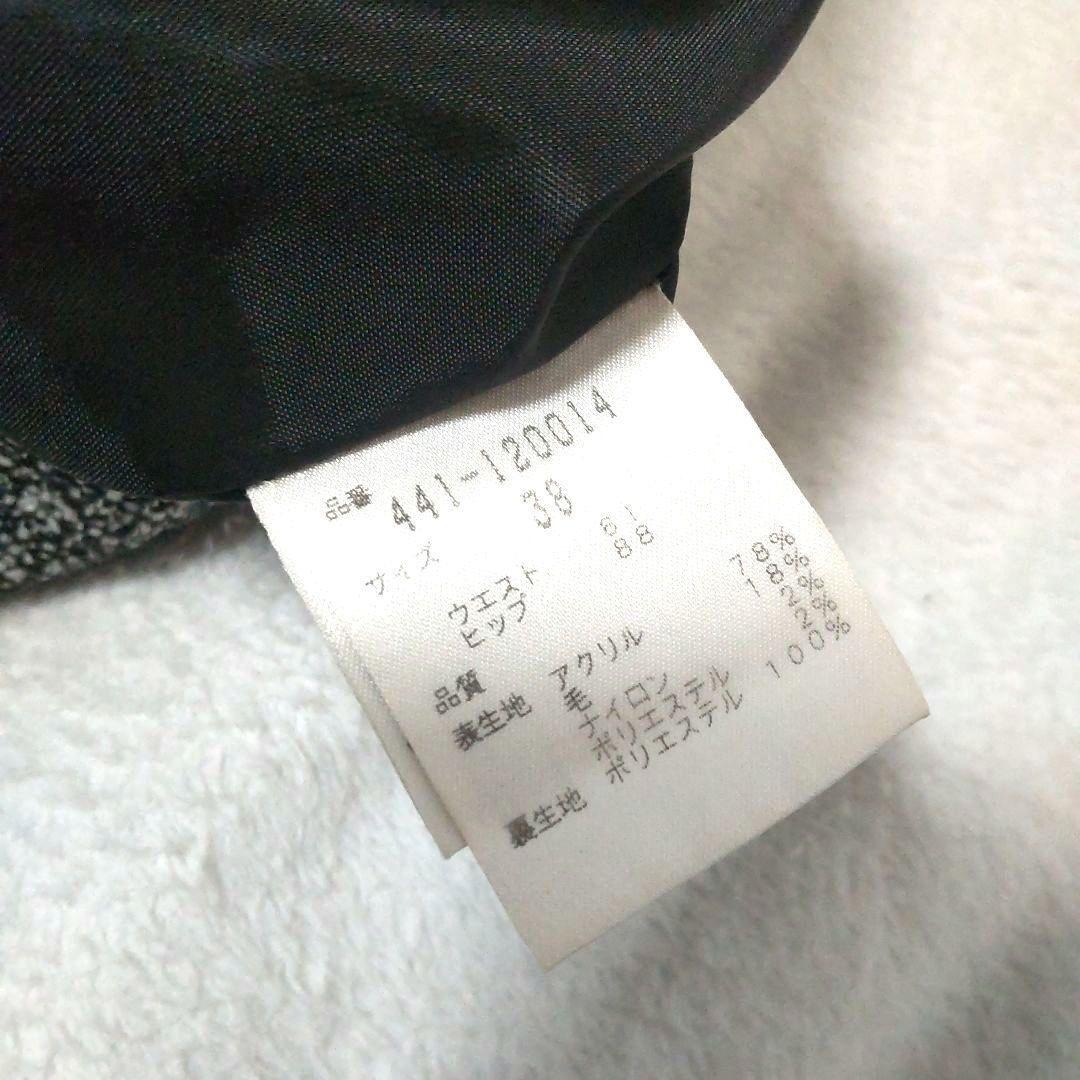 品番 441-120014
サイズ 38
ウエスト 61
ヒップ 88
品質
表生地 アクリル 78%
毛 18%
ナイロン 2%
ポリエステル 2%
裏生地 ポリエステル 100%